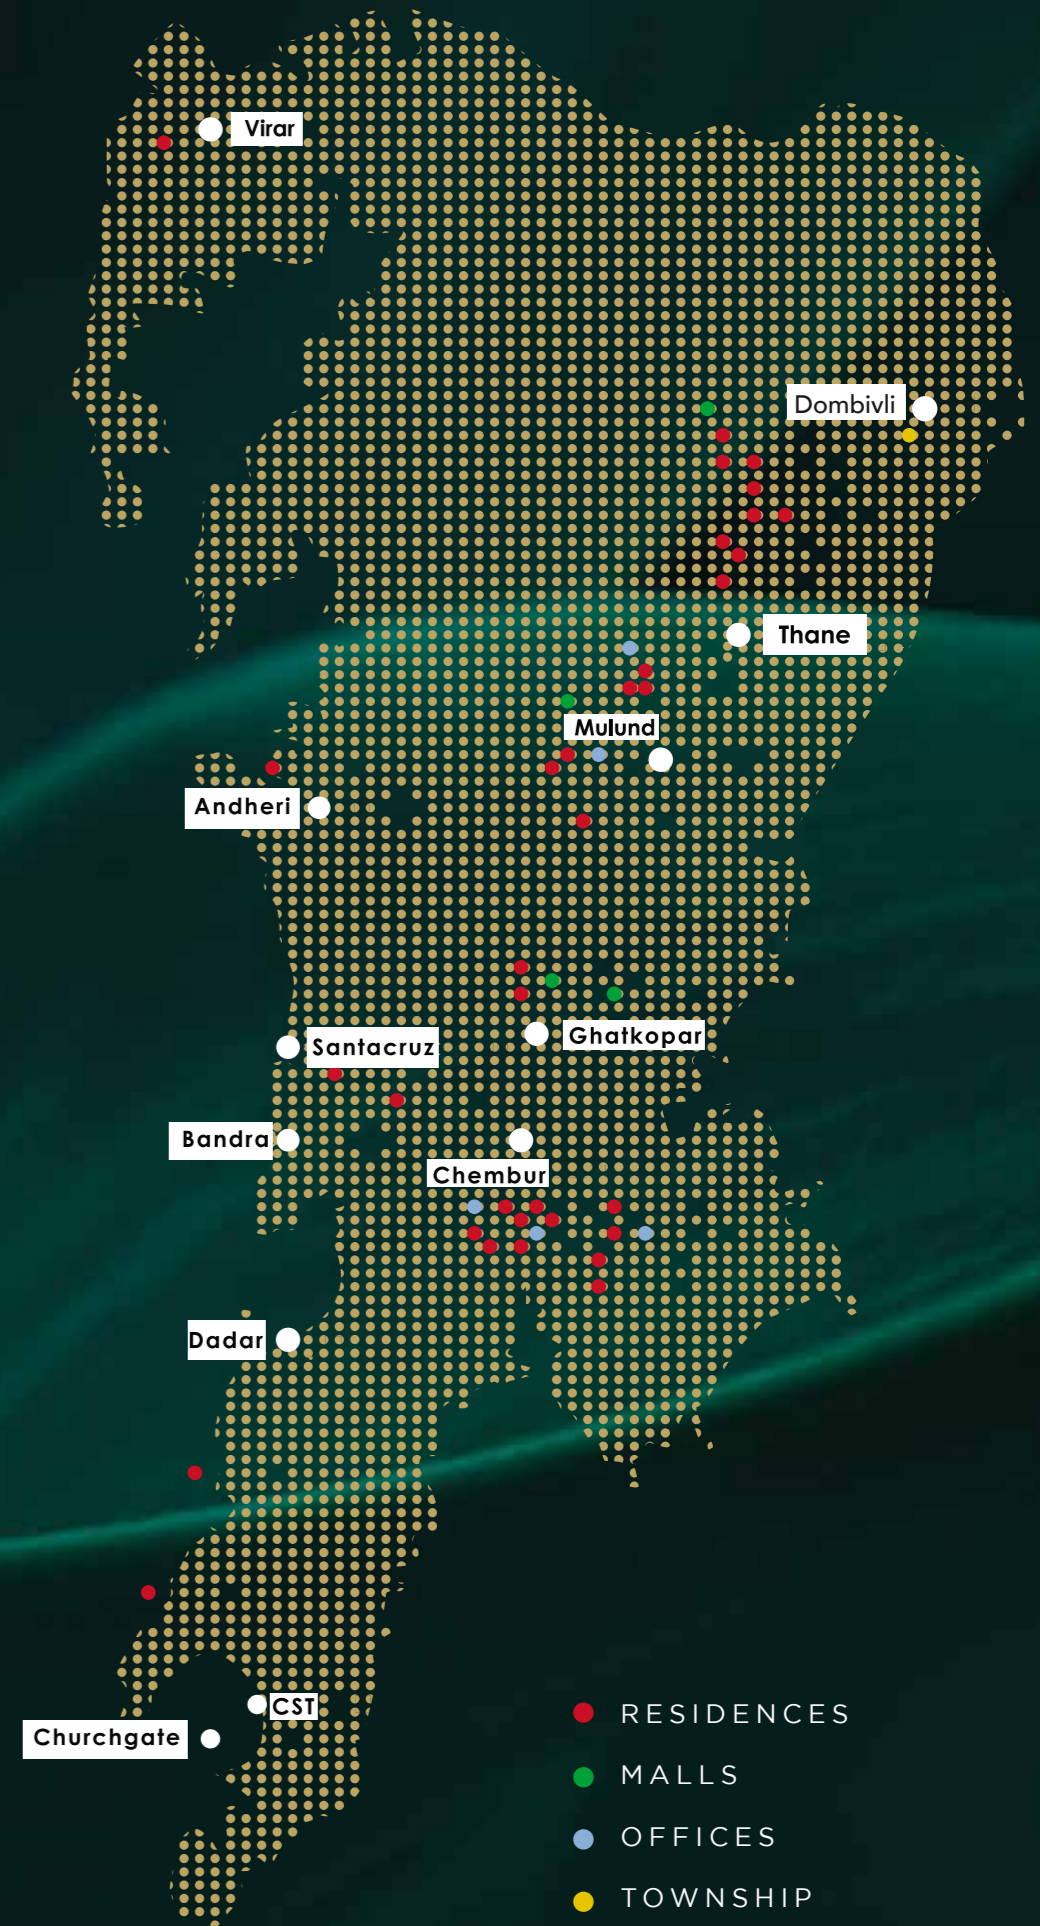 Virar
Dombivli
Thane
Mulund
Andheri
Ghatkopar
Santacruz
Bandra
Chembur
Dadar
CST
Churchgate
RESIDENCES
MALLS
OFFICES
TOWNSHIP